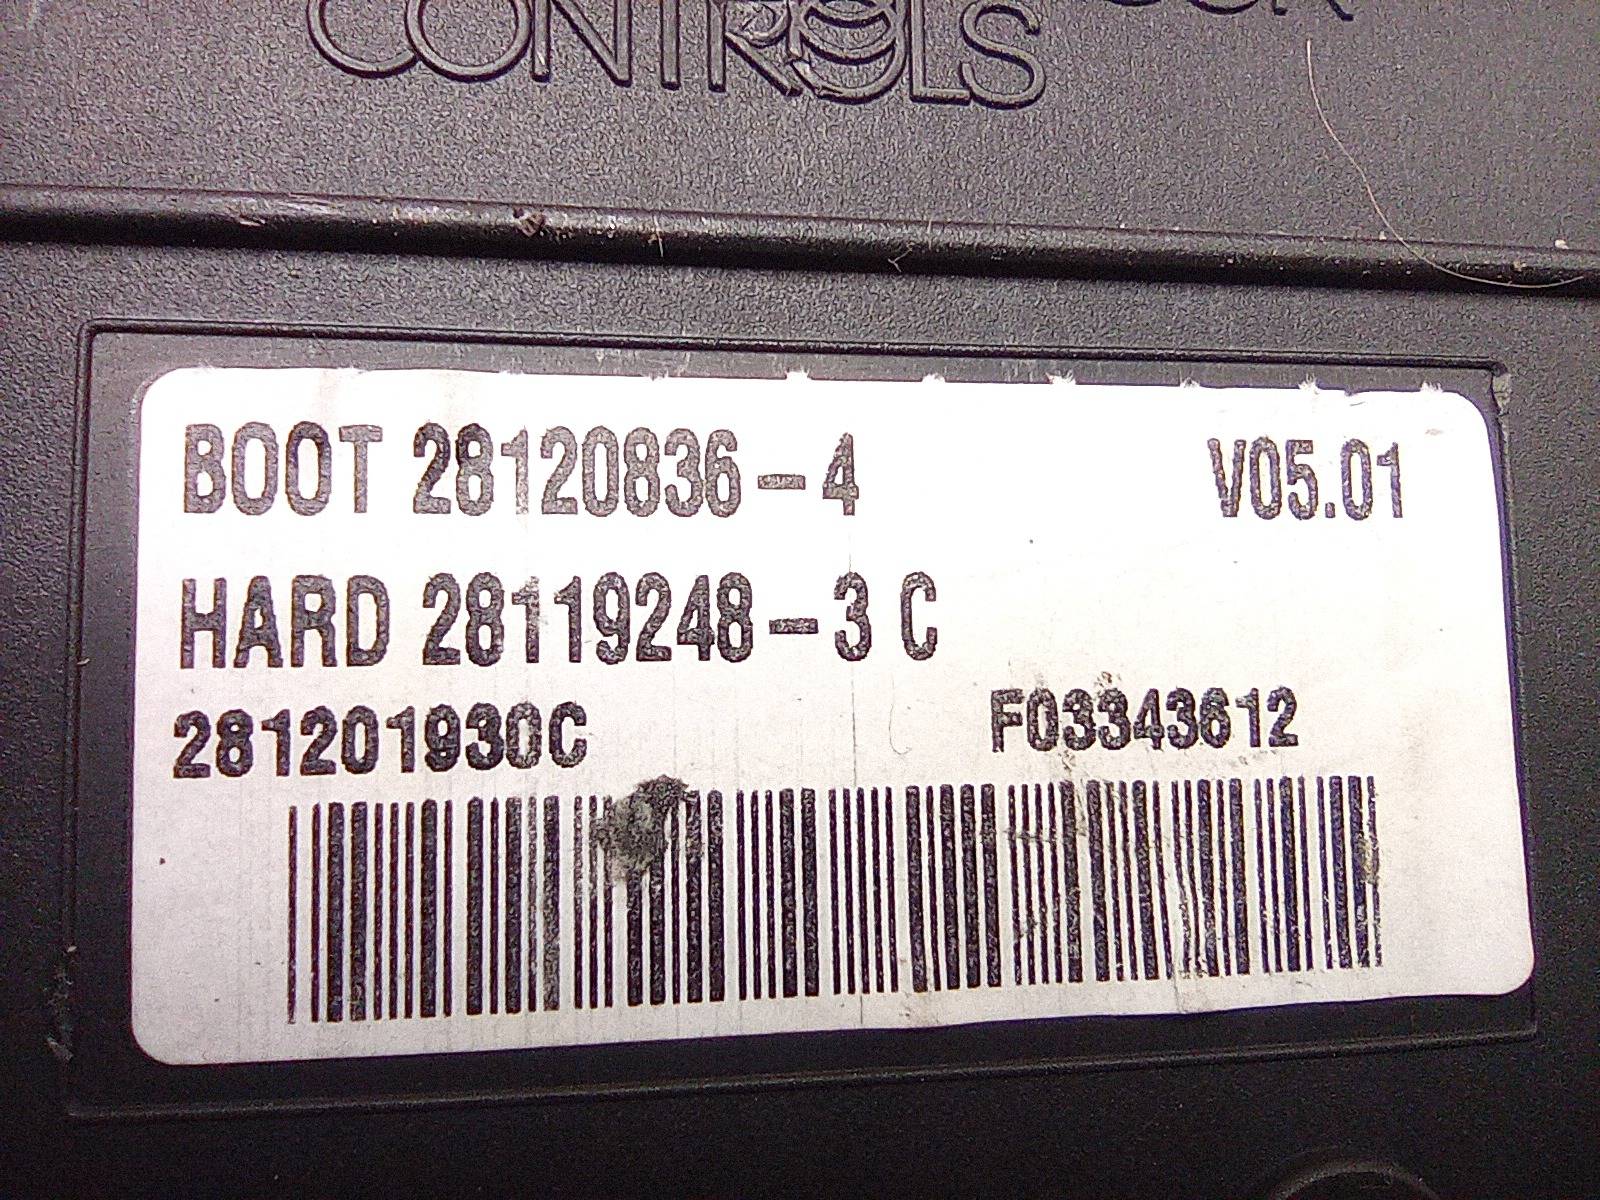 CONTROLS
BOOT 28120836-4 V05.01
HARD 28119248-3 C
281201930C F03343612